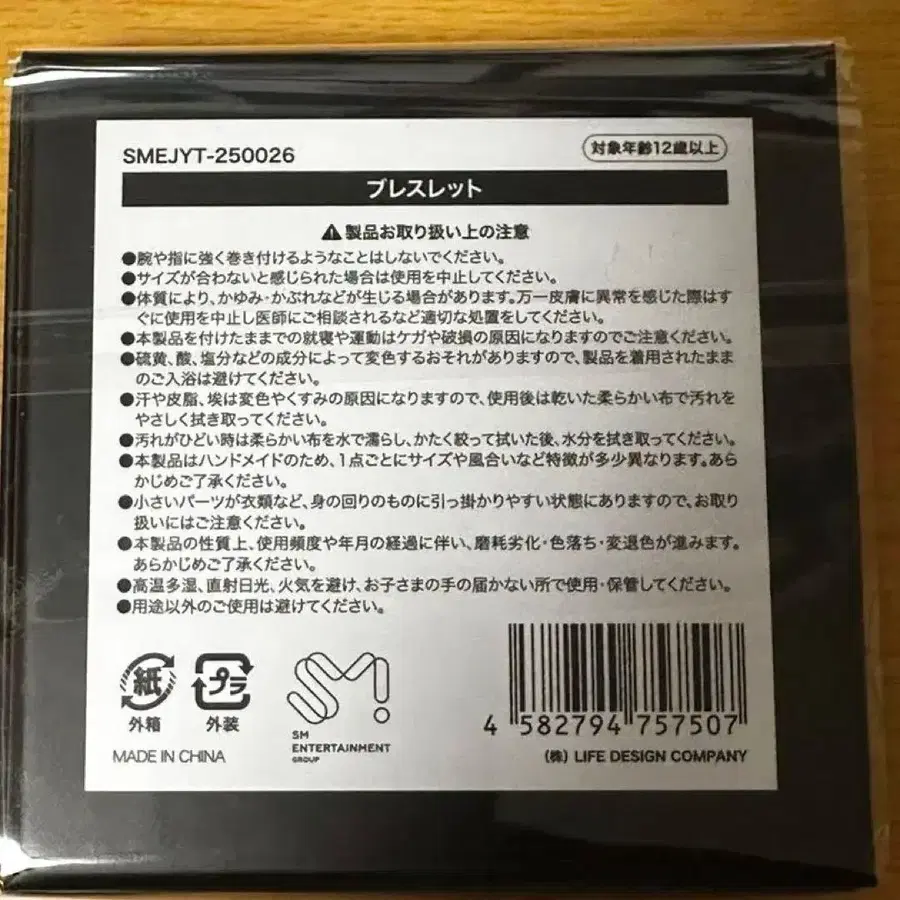 SMEJYT-250026
対象年齢12歳以上
ブレスレット
⚠製品お取り扱い上の注意
●腕や指に強く巻き付けるようなことはしないでください。
●サイズが合わないと感じられた場合は使用を中止してください。
●体質により、かゆみ・かぶれなどが生じる場合があります。万一皮膚に異常を感じた際はす
ぐに使用を中止し医師にご相談されるなど適切な処置をしてください。
●本製品を付けたままでの就寝や運動はケガや破損の原因になりますのでご注意ください。
●硫黄、酸、塩分などの成分によって変色するおそれがありますので、製品を着用されたまま
のご入浴は避けてください。
●汗や皮脂、埃は変色やくすみの原因になりますので、使用後は乾いた柔らかい布で汚れを
やさしく拭き取ってください。
●汚れがひどい時は柔らかい布を水で濡らし、かたく絞って拭いた後、水分を拭き取ってください。
●本製品はハンドメイドのため、1点ごとにサイズや風合いなど特徴が多少異なります。あら
かじめご了承ください。
●小さいパーツが衣類など、身の回りのものに引っ掛かりやすい状態にありますので、お取り
扱いにはご注意ください。
●本製品の性質上、使用頻度や年月の経過に伴い、磨耗劣化・色落ち・変退色が進みます。
あらかじめご了承ください。
●高温多湿、直射日光、火気を避け、お子さまの手の届かない所で使用・保管してください。
●用途以外のご使用は避けてください。
紙
外箱
プラ
外装
SM
SM
ENTERTAINMENT
GROUP
4 582794 757507
MADE IN CHINA
(株) LIFE DESIGN COMPANY